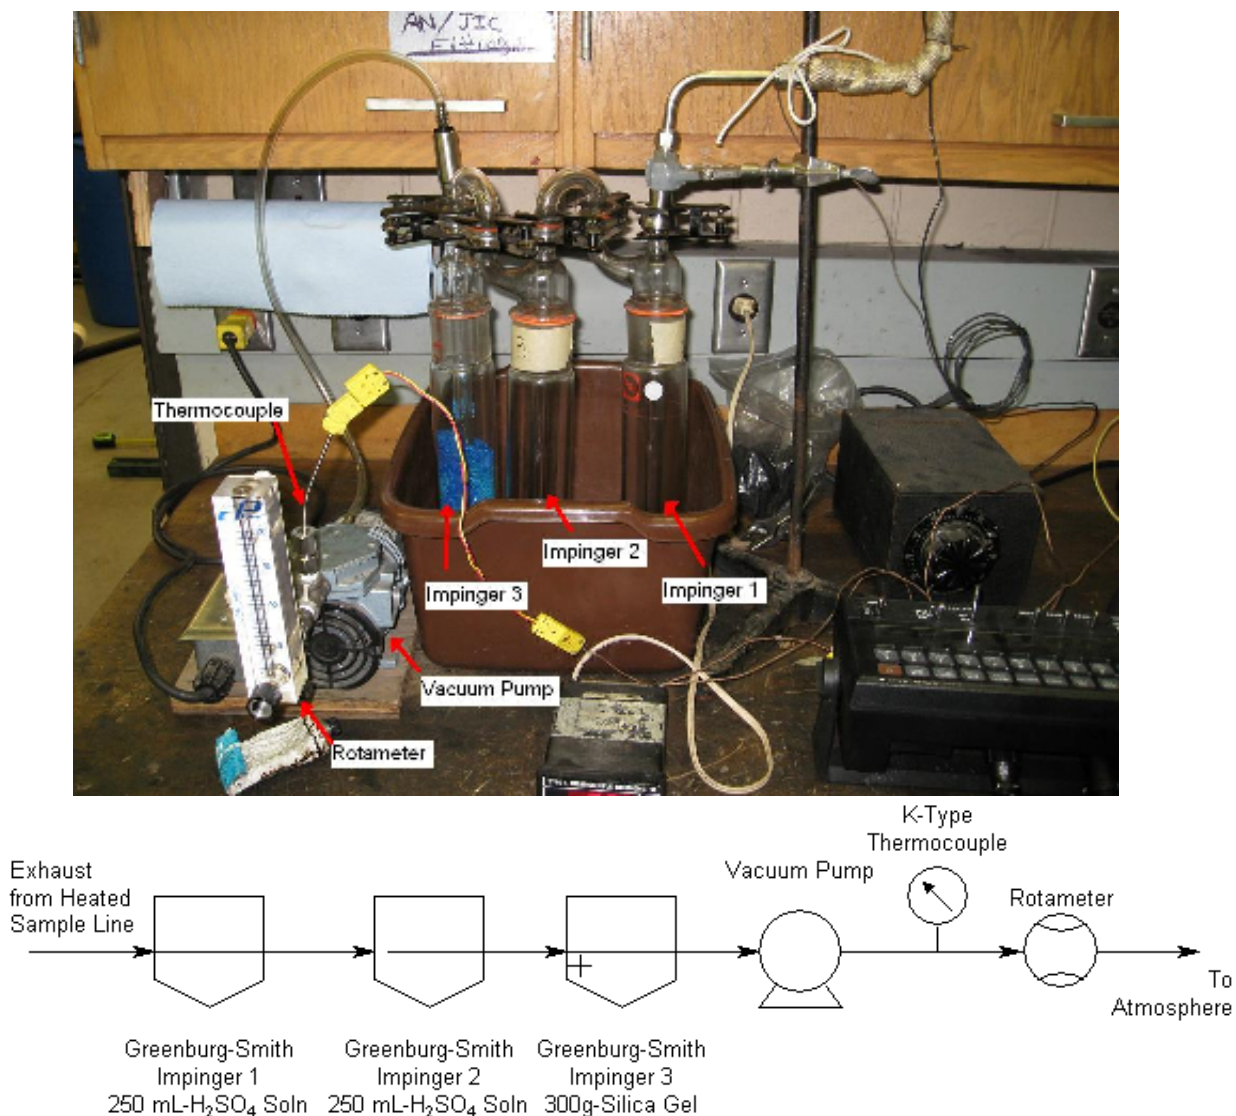 AN/JIC
Fittings
Thermocouple
Impinger 2
Impinger 3
Impinger 1
Vacuum Pump
Rotameter
K-Type
Thermocouple
Exhaust
from Heated
Sample Line
Vacuum Pump
Rotameter
To
Atmosphere
Greenburg-Smith
Impinger 1
250 mL-H₂SO₄ Soln
Greenburg-Smith
Impinger 2
250 mL-H₂SO₄ Soln
Greenburg-Smith
Impinger 3
300g-Silica Gel